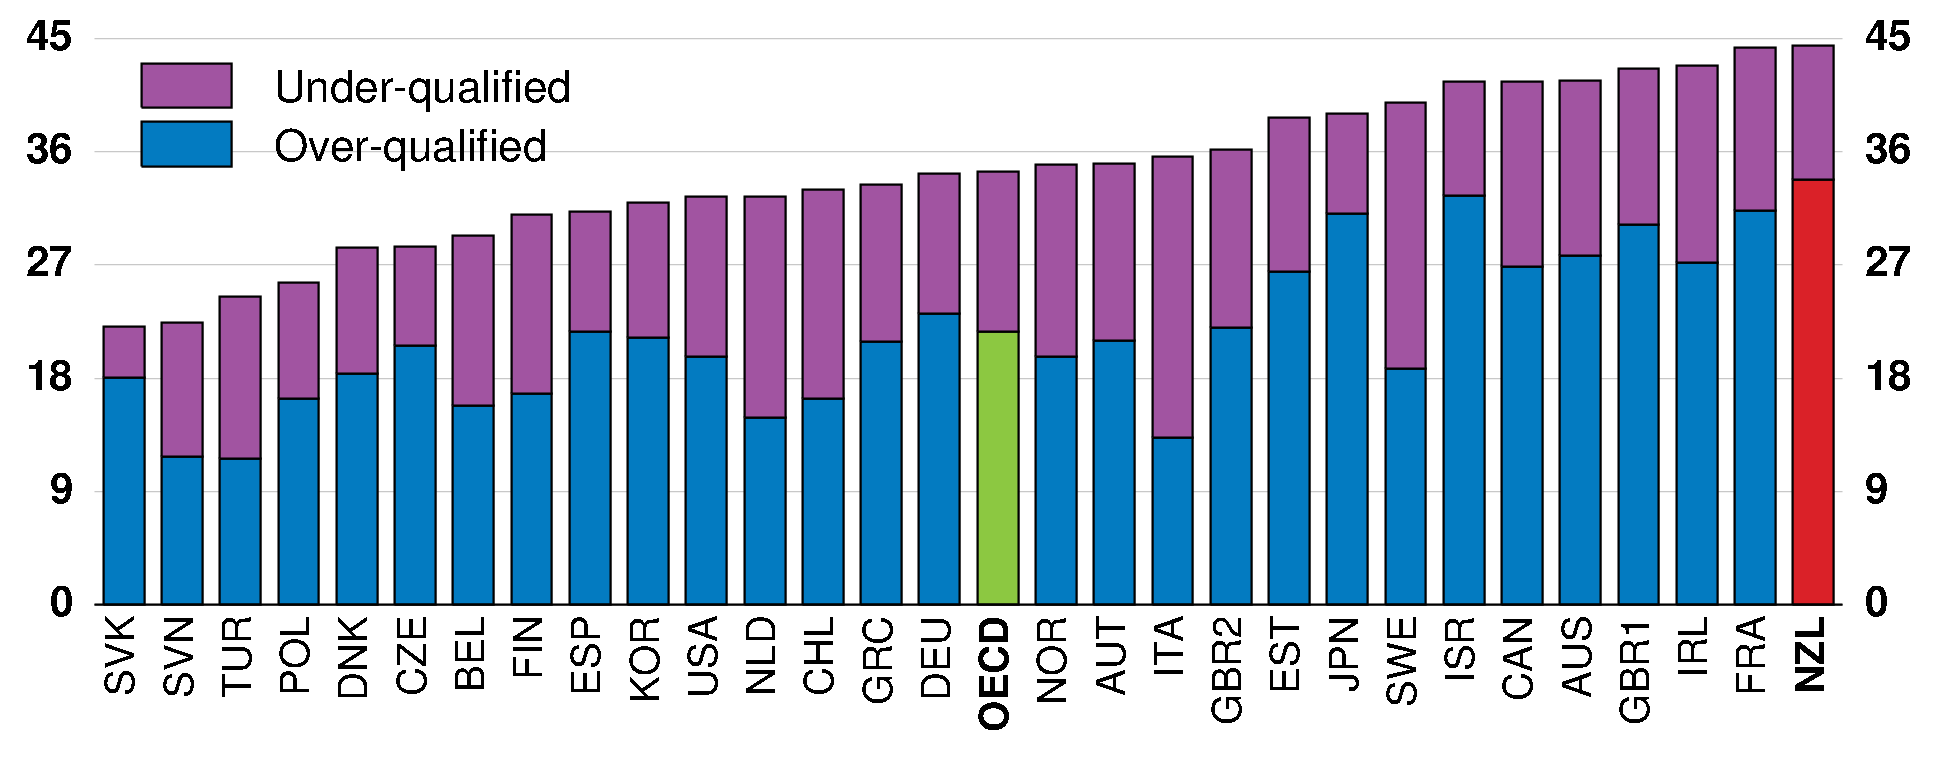 45 45
Under-qualified
Over-qualified
36 36
27 27
18 18
9 9
0 0
SVK SVN TUR POL DNK CZE BEL FIN ESP KOR USA NLD CHL GRC DEU OECD NOR AUT ITA GBR2 EST JPN SWE ISR CAN AUS GBR1 IRL FRA NZL